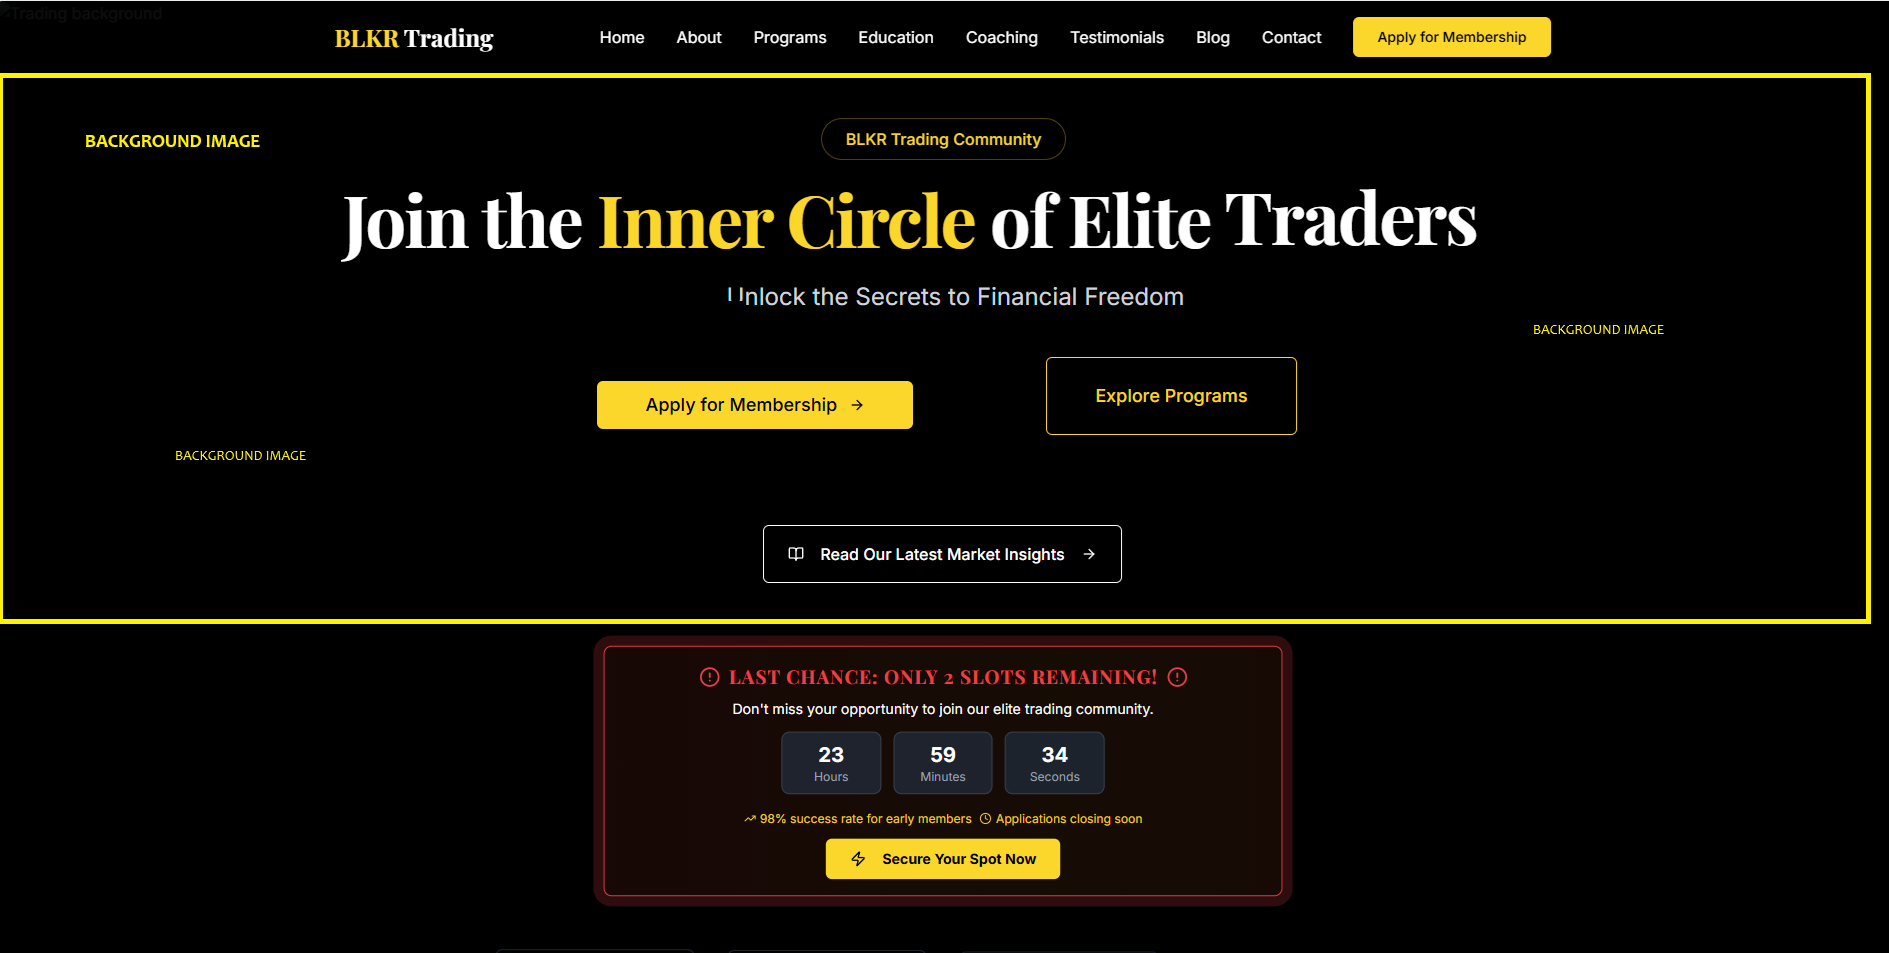 Trading background
BLKR Trading
Home About Programs Education Coaching Testimonials Blog Contact Apply for Membership
BACKGROUND IMAGE
BLKR Trading Community
Join the Inner Circle of Elite Traders
Unlock the Secrets to Financial Freedom
BACKGROUND IMAGE
Apply for Membership
Explore Programs
BACKGROUND IMAGE
Read Our Latest Market Insights
LAST CHANCE: ONLY 2 SLOTS REMAINING!
Don't miss your opportunity to join our elite trading community.
23 59 34
Hours Minutes Seconds
98% success rate for early members Applications closing soon
Secure Your Spot Now